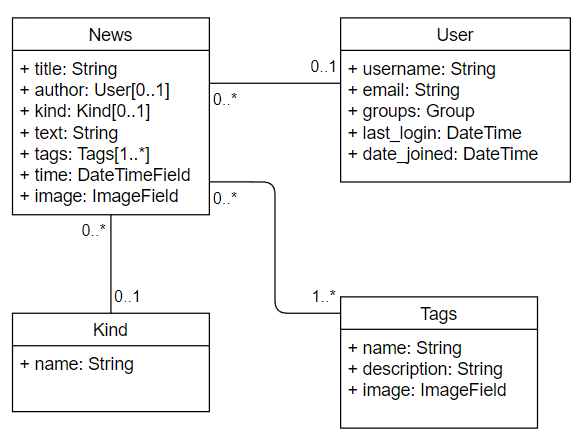 News
+ title: String
+ author: User[0..1]
+ kind: Kind[0..1]
+ text: String
+ tags: Tags[1..*]
+ time: DateTimeField
+ image: ImageField
0..1
0..*
User
+ username: String
+ email: String
+ groups: Group
+ last_login: DateTime
+ date_joined: DateTime
0..*
0..*
0..1
1..*
Kind
+ name: String
Tags
+ name: String
+ description: String
+ image: ImageField